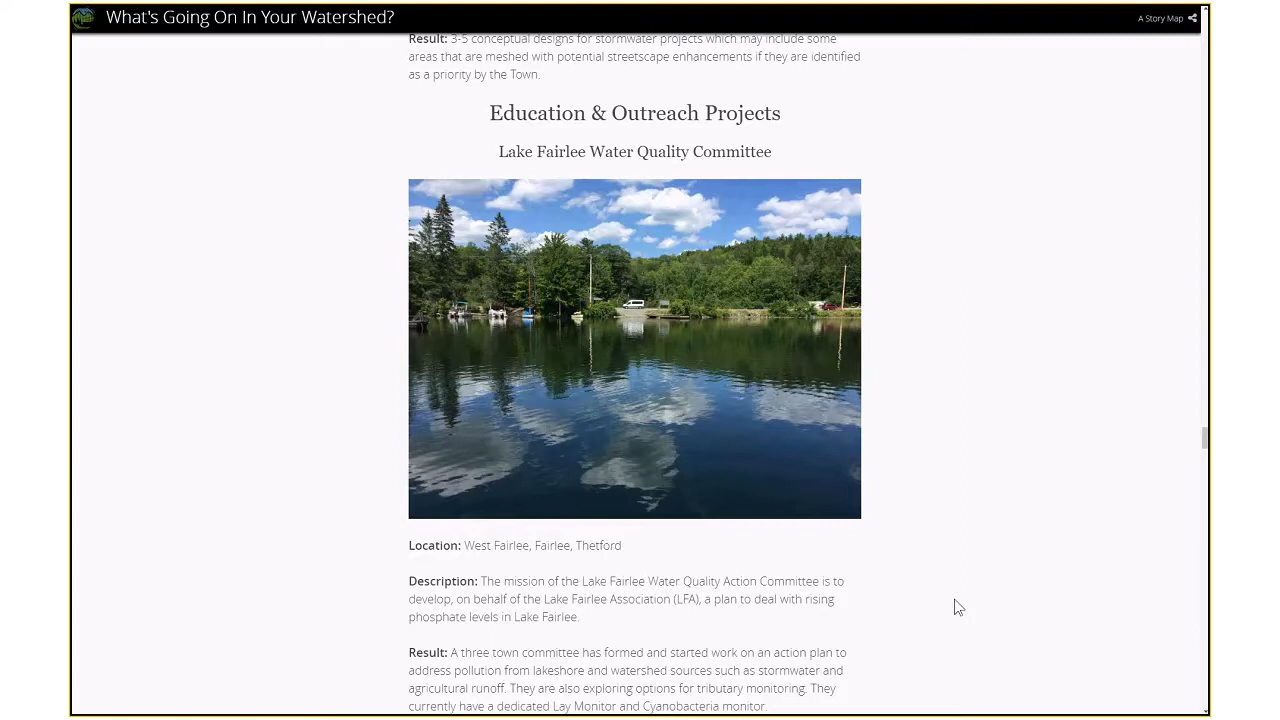 What's Going On In Your Watershed?
A Story Map
Result: 3-5 conceptual designs for stormwater projects which may include some
areas that are meshed with potential streetscape enhancements if they are identified
as a priority by the Town.
Education & Outreach Projects
Lake Fairlee Water Quality Committee
Location: West Fairlee, Fairlee, Thetford
Description: The mission of the Lake Fairlee Water Quality Action Committee is to
develop, on behalf of the Lake Fairlee Association (LFA), a plan to deal with rising
phosphate levels in Lake Fairlee.
Result: A three town committee has formed and started work on an action plan to
address pollution from lakeshore and watershed sources such as stormwater and
agricultural runoff. They are also exploring options for tributary monitoring. They
currently have a dedicated Lay Monitor and Cyanobacteria monitor.